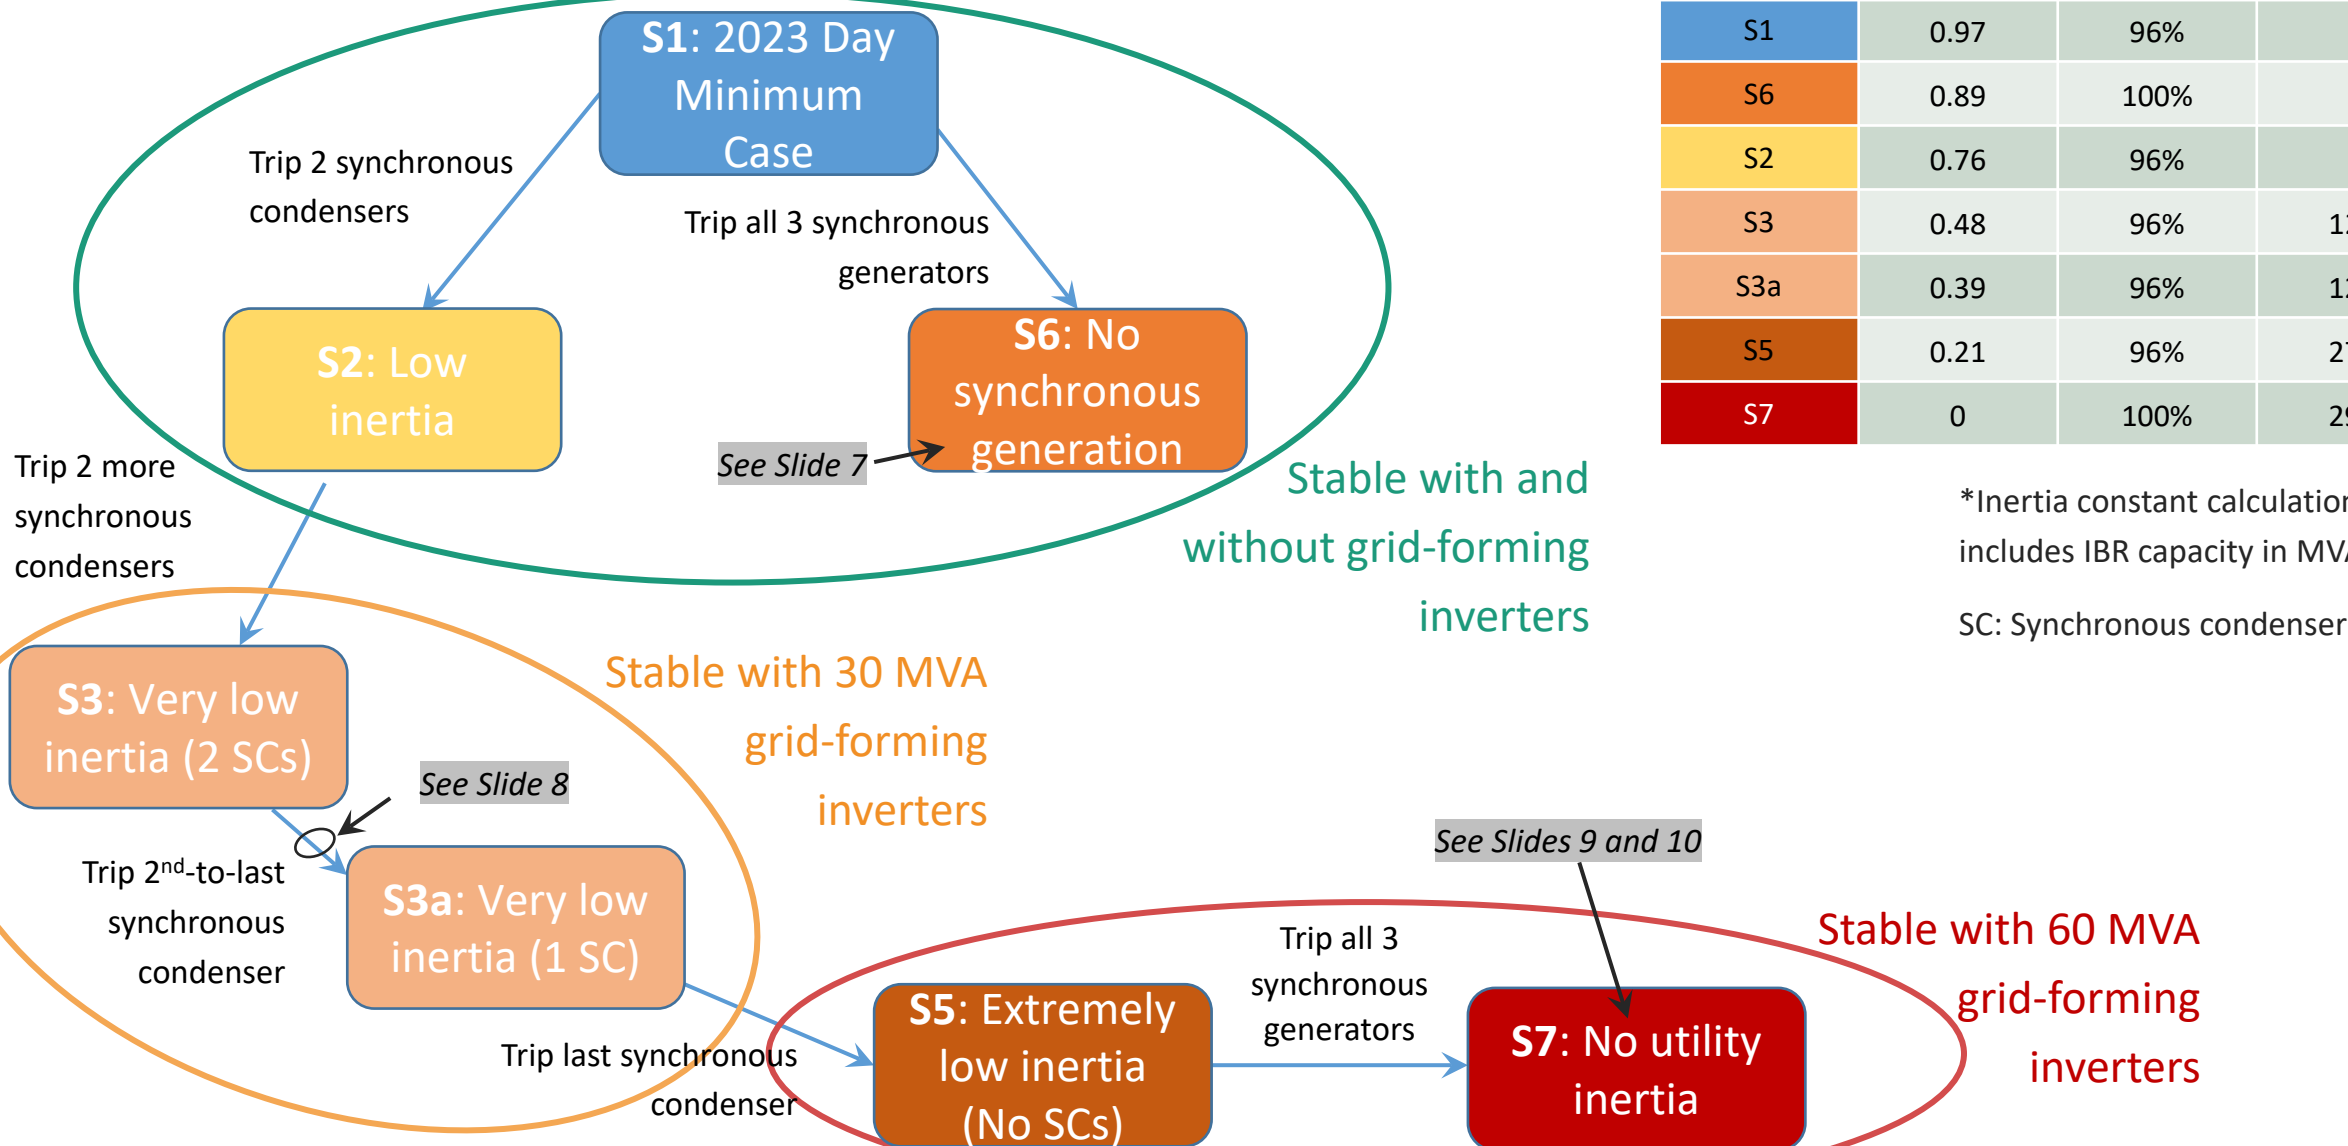 S1: 2023 Day
Minimum
Case
Trip 2 synchronous
condensers
Trip all 3 synchronous
generators
S2: Low
inertia
S6: No
synchronous
generation
See Slide 7
Stable with and
without grid-forming
inverters
Trip 2 more
synchronous
condensers
S3: Very low
inertia (2 SCs)
Stable with 30 MVA
grid-forming
inverters
See Slide 8
Trip 2nd-to-last
synchronous
condenser
S3a: Very low
inertia (1 SC)
Trip last synchronous
condenser
S5: Extremely
low inertia
(No SCs)
Trip all 3
synchronous
generators
See Slides 9 and 10
S7: No utility
inertia
Stable with 60 MVA
grid-forming
inverters
S1 0.97 96%
S6 0.89 100%
S2 0.76 96%
S3 0.48 96%
S3a 0.39 96%
S5 0.21 96%
S7 0 100%
*Inertia constant calculation
includes IBR capacity in MVA
SC: Synchronous condenser